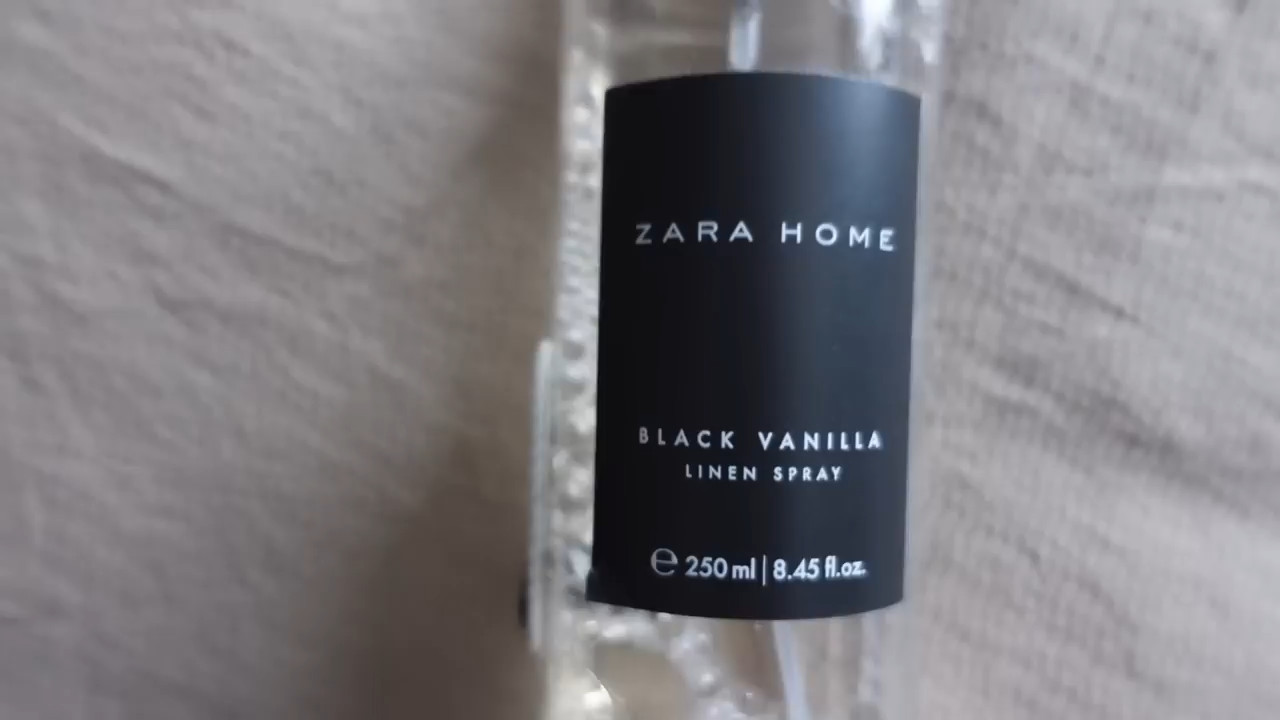 ZARA HOME
BLACK VANILLA
LINEN SPRAY
℮ 250 ml | 8.45 fl.oz.